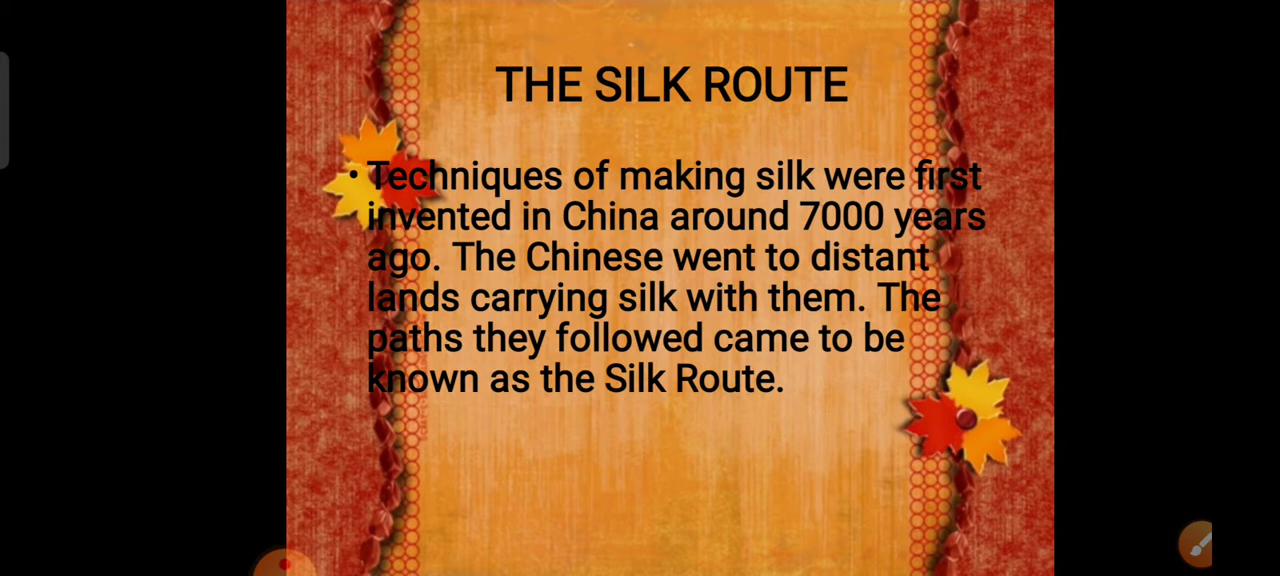 THE SILK ROUTE
• Techniques of making silk were first
invented in China around 7000 years
ago. The Chinese went to distant
lands carrying silk with them. The
paths they followed came to be
known as the Silk Route.